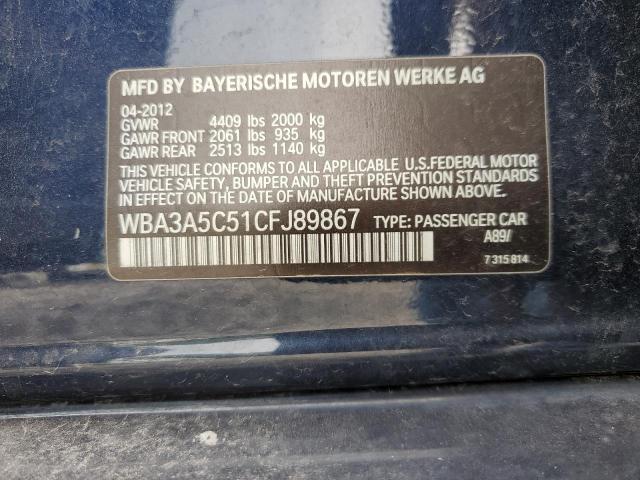 MFD BY BAYERISCHE MOTOREN WERKE AG
04-2012
GVWR 4409 lbs 2000 kg
GAWR FRONT 2061 lbs 935 kg
GAWR REAR 2513 lbs 1140 kg
THIS VEHICLE CONFORMS TO ALL APPLICABLE U.S.FEDERAL MOTOR
VEHICLE SAFETY, BUMPER AND THEFT PREVENTION STANDARDS
IN EFFECT ON THE DATE OF MANUFACTURE SHOWN ABOVE.
WBA3A5C51CFJ89867 TYPE: PASSENGER CAR
A89/
7 315 814